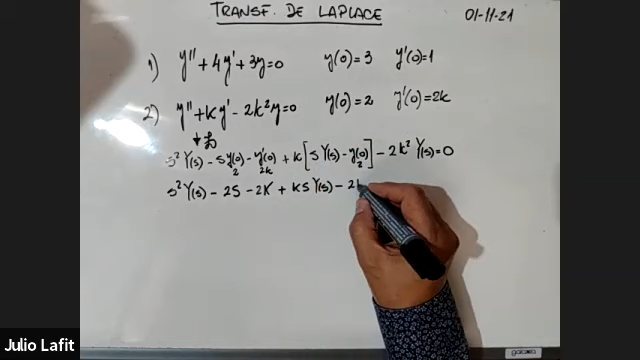 TRANSF. DE LAPLACE 01-11-21
1) y'' + 4y' + 3y = 0 y(0) = 3 y'(0) = 1
2) y'' + Ky' - 2K²y = 0 y(0) = 2 y'(0) = 2K
↓ℒ
s² Y(s) - s y(0) - y'(0) + K [s Y(s) - y(0)] - 2K² Y(s) = 0
2 2K 2
s² Y(s) - 2s - 2K + K s Y(s) - 2
Julio Lafit